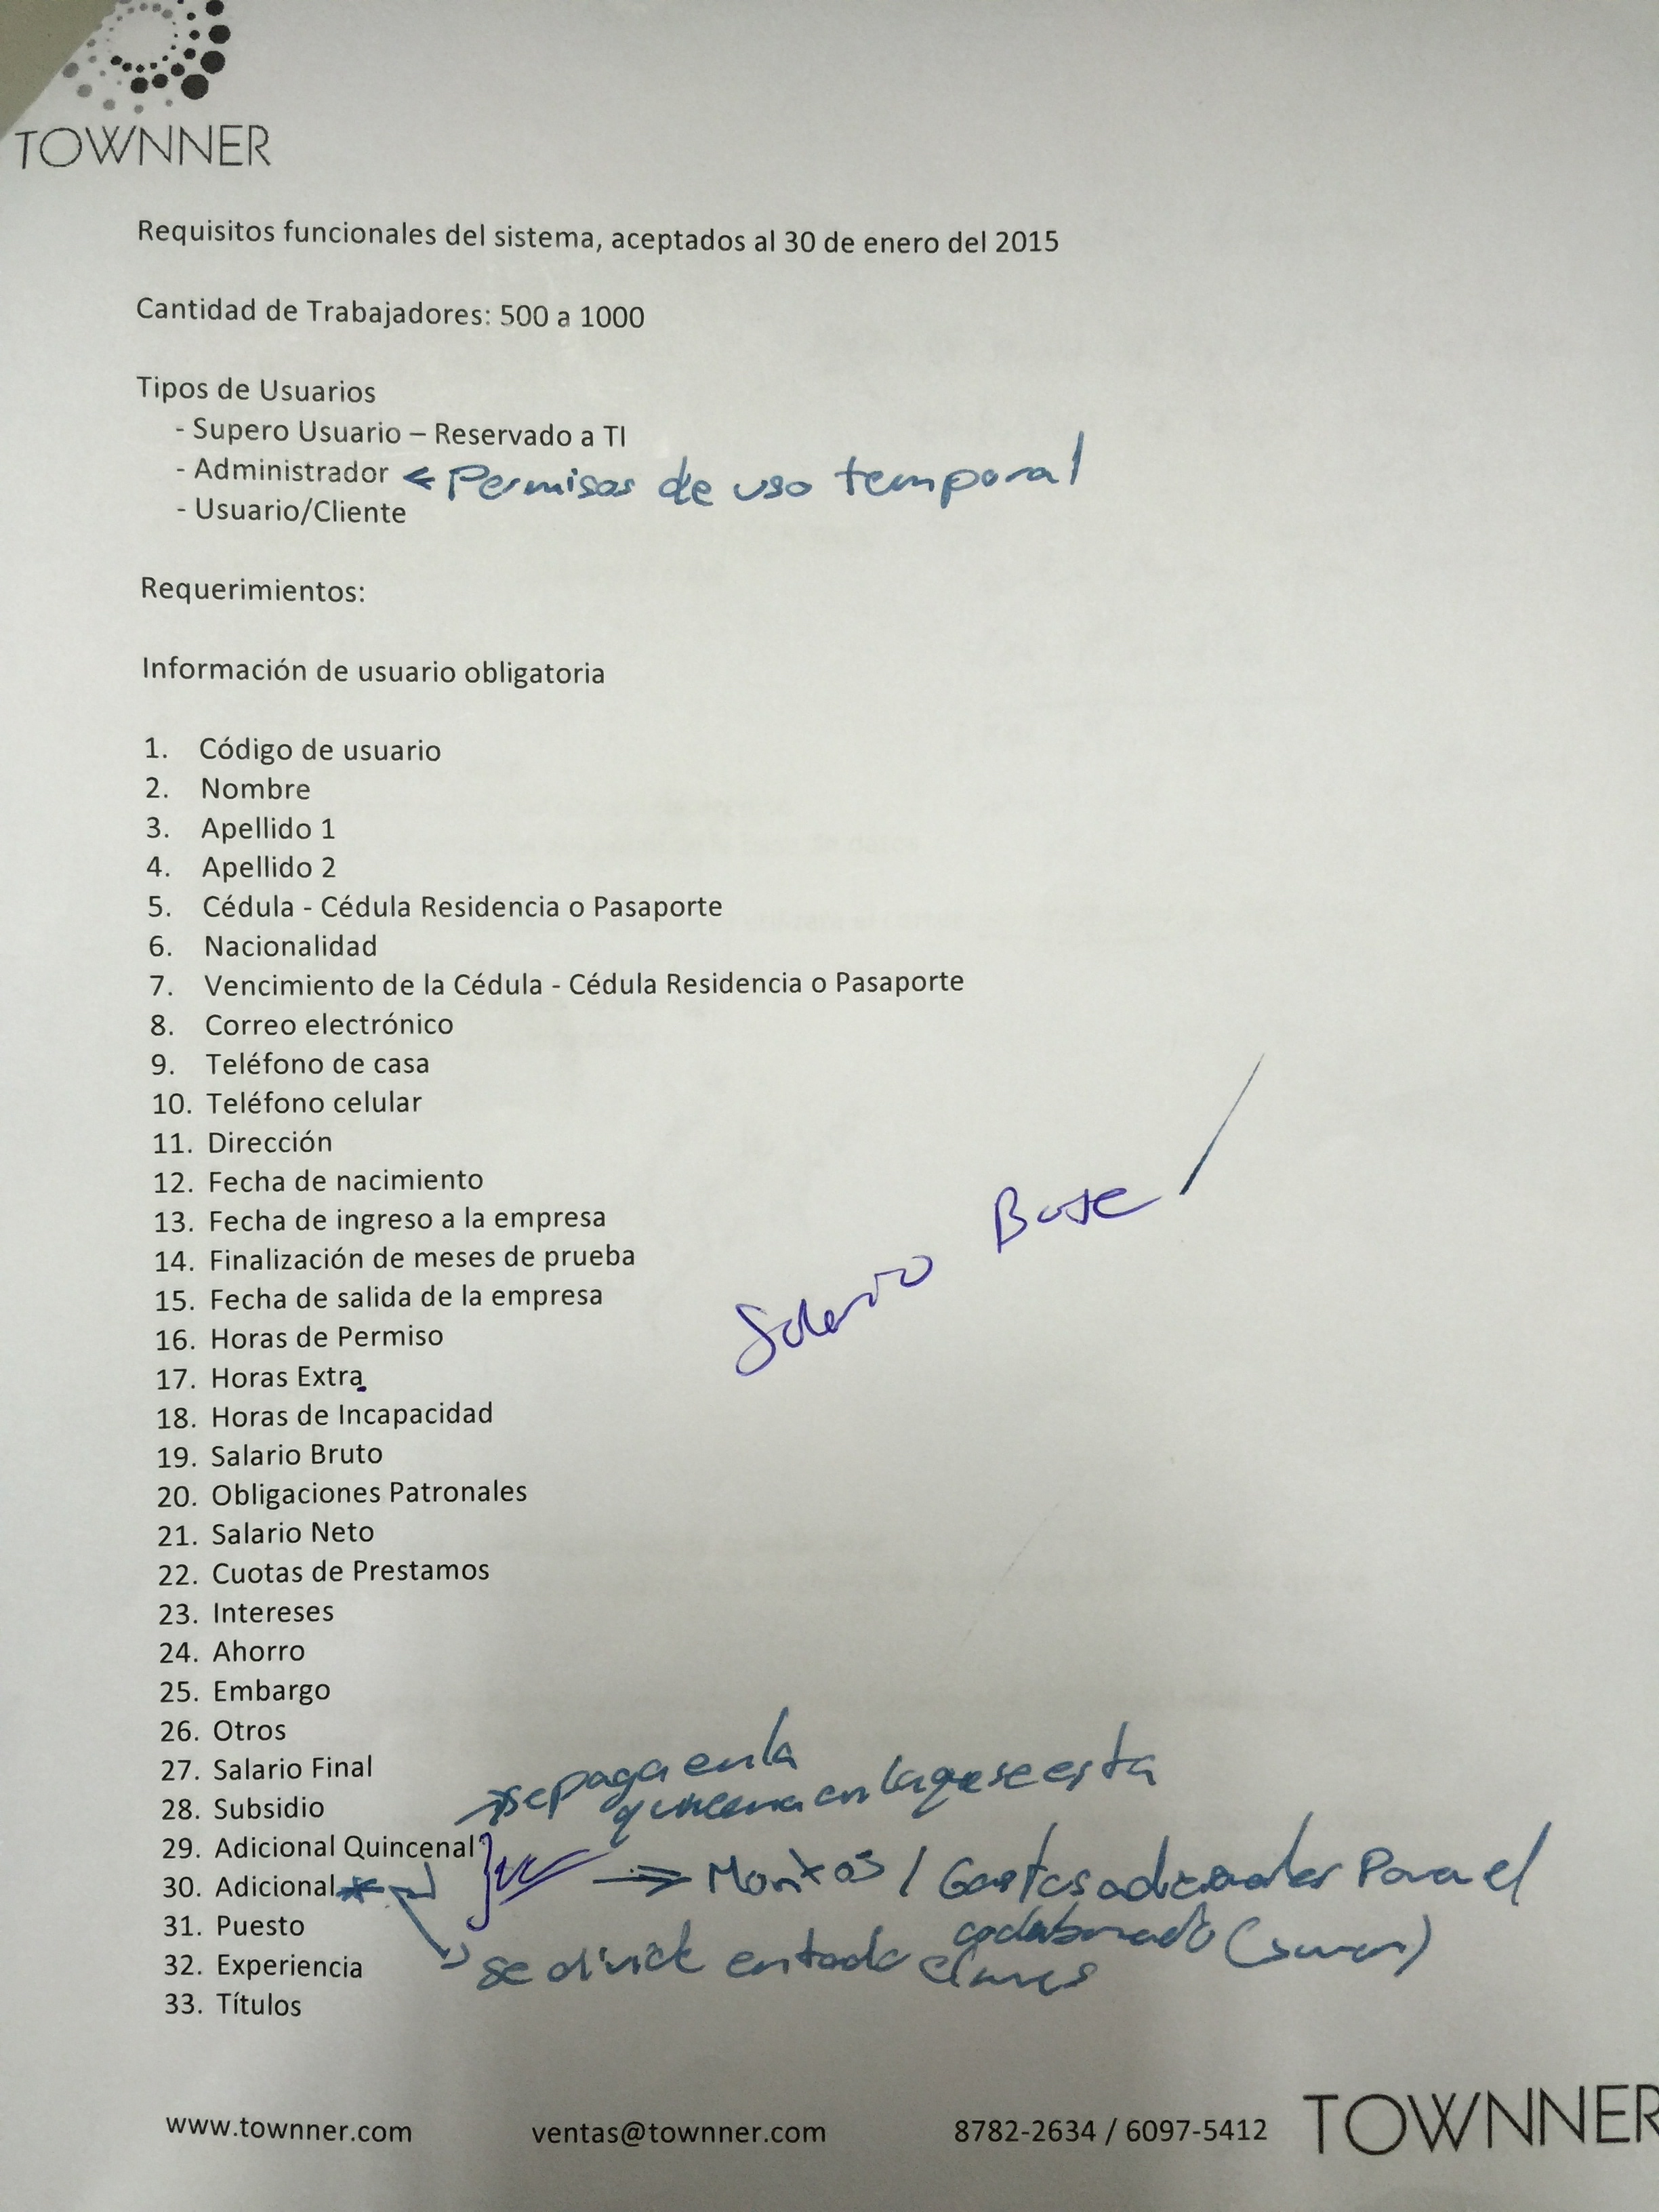 TOWNNER
Requisitos funcionales del sistema, aceptados al 30 de enero del 2015
Cantidad de Trabajadores: 500 a 1000
Tipos de Usuarios
- Supero Usuario – Reservado a TI
- Administrador ← Permisos de uso temporal
- Usuario/Cliente
Requerimientos:
Información de usuario obligatoria
1. Código de usuario
2. Nombre
3. Apellido 1
4. Apellido 2
5. Cédula - Cédula Residencia o Pasaporte
6. Nacionalidad
7. Vencimiento de la Cédula - Cédula Residencia o Pasaporte
8. Correo electrónico
9. Teléfono de casa
10. Teléfono celular
11. Dirección
12. Fecha de nacimiento
13. Fecha de ingreso a la empresa
14. Finalización de meses de prueba
15. Fecha de salida de la empresa
Salario Base
16. Horas de Permiso
17. Horas Extra
18. Horas de Incapacidad
19. Salario Bruto
20. Obligaciones Patronales
21. Salario Neto
22. Cuotas de Prestamos
23. Intereses
24. Ahorro
25. Embargo
26. Otros
27. Salario Final
se paga en la
quincena en la que se esta
28. Subsidio
29. Adicional Quincenal
30. Adicional * → Montos / Gastos adicionales para el
colaborado (suman)
31. Puesto
se divide en todo el mes
32. Experiencia
33. Títulos
www.townner.com ventas@townner.com 8782-2634 / 6097-5412 TOWNNER